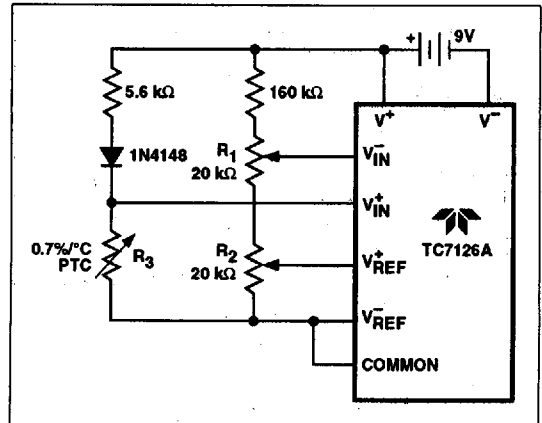 + 9V
5.6 kΩ
160 kΩ
V+ V−
1N4148
R1
20 kΩ
V−IN
V+IN
0.7%/°C
PTC
R3
R2
20 kΩ
V+REF
TC7126A
V−REF
COMMON